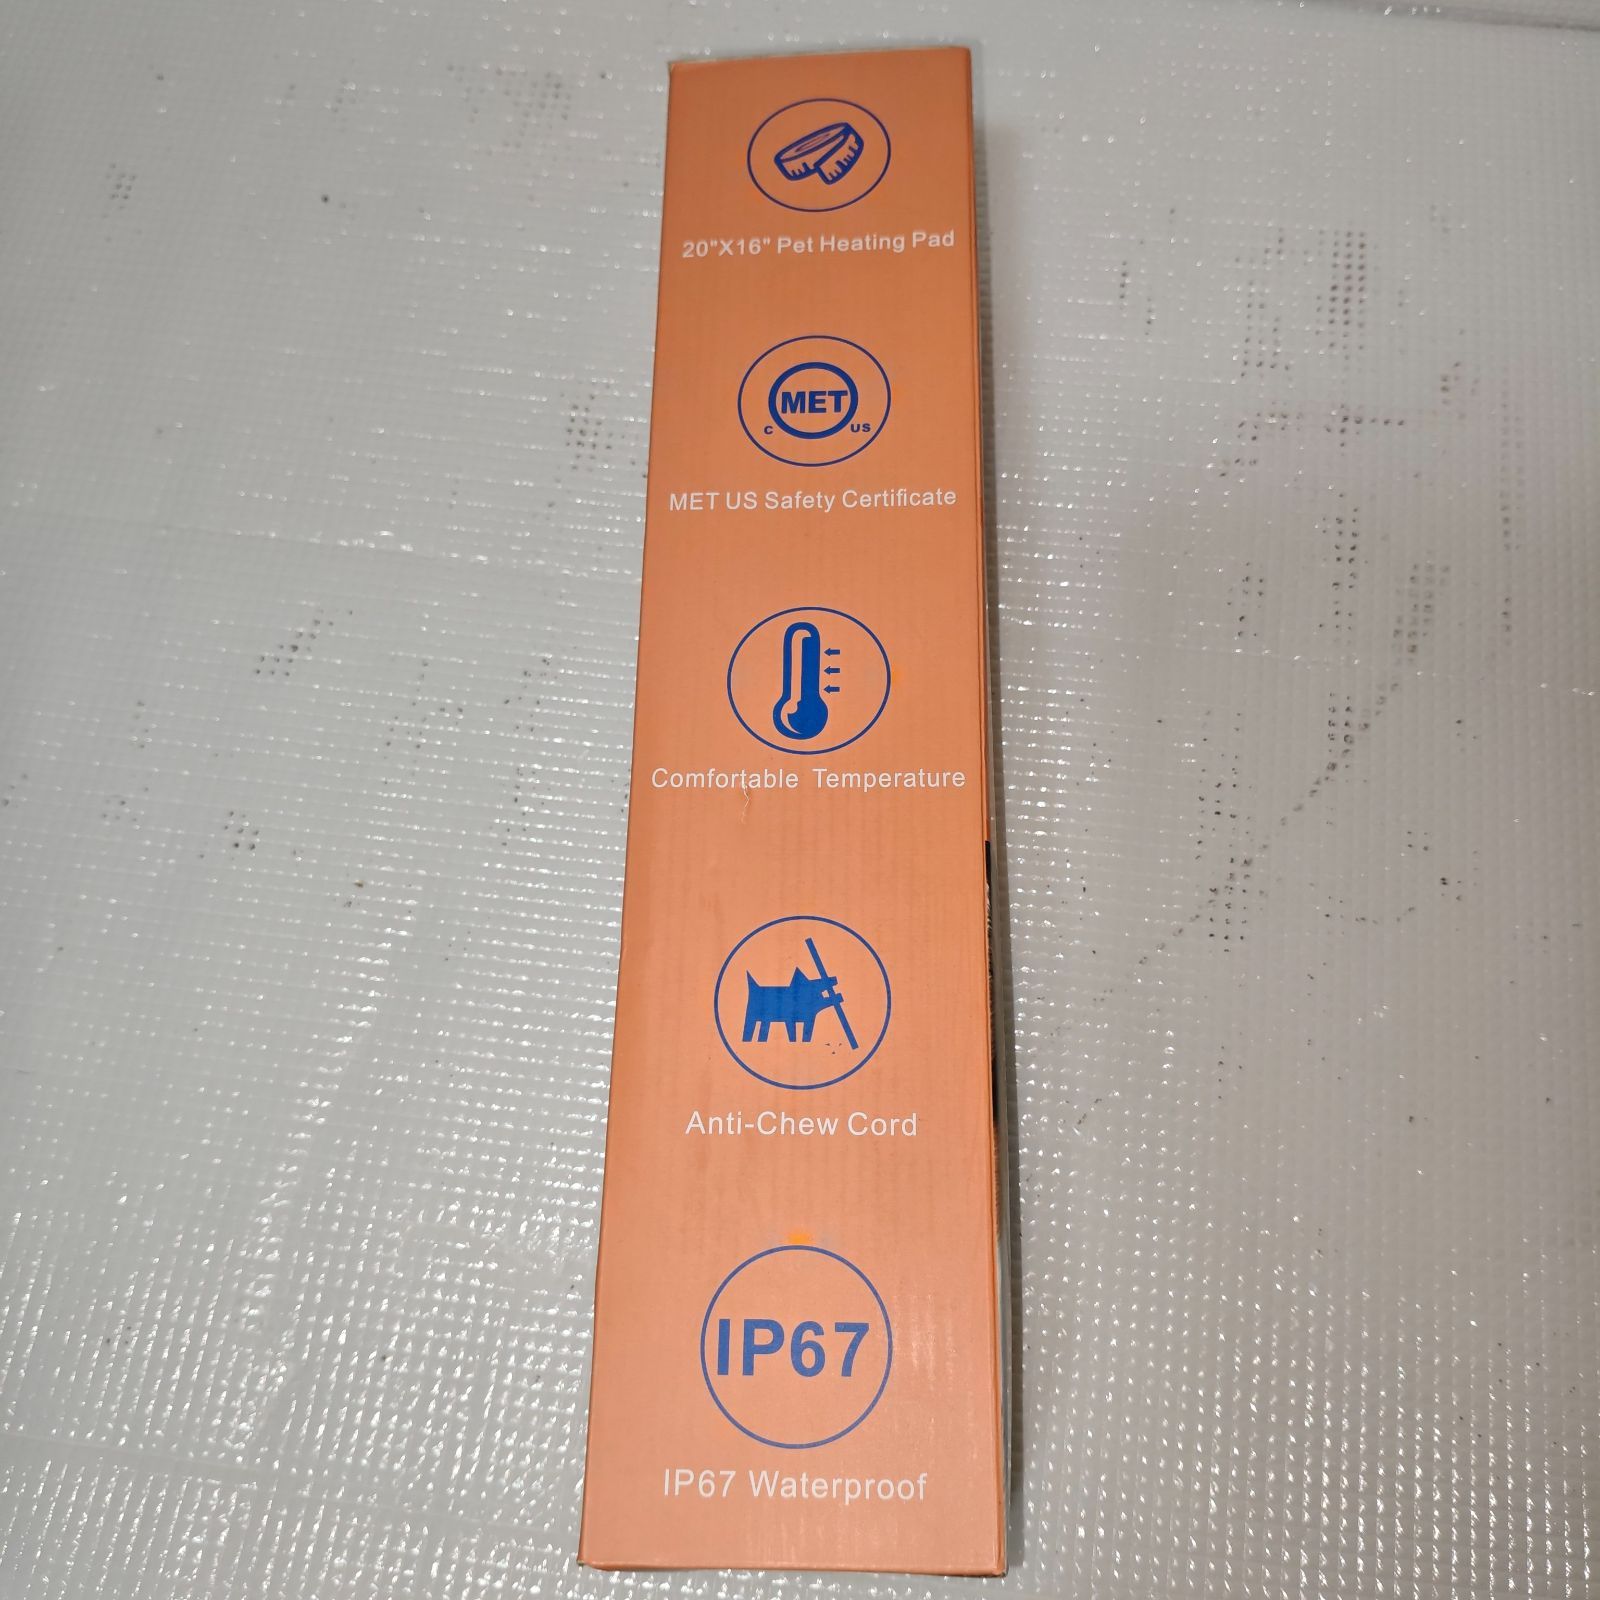 20"X16" Pet Heating Pad
MET
C US
MET US Safety Certificate
Comfortable Temperature
Anti-Chew Cord
IP67
IP67 Waterproof